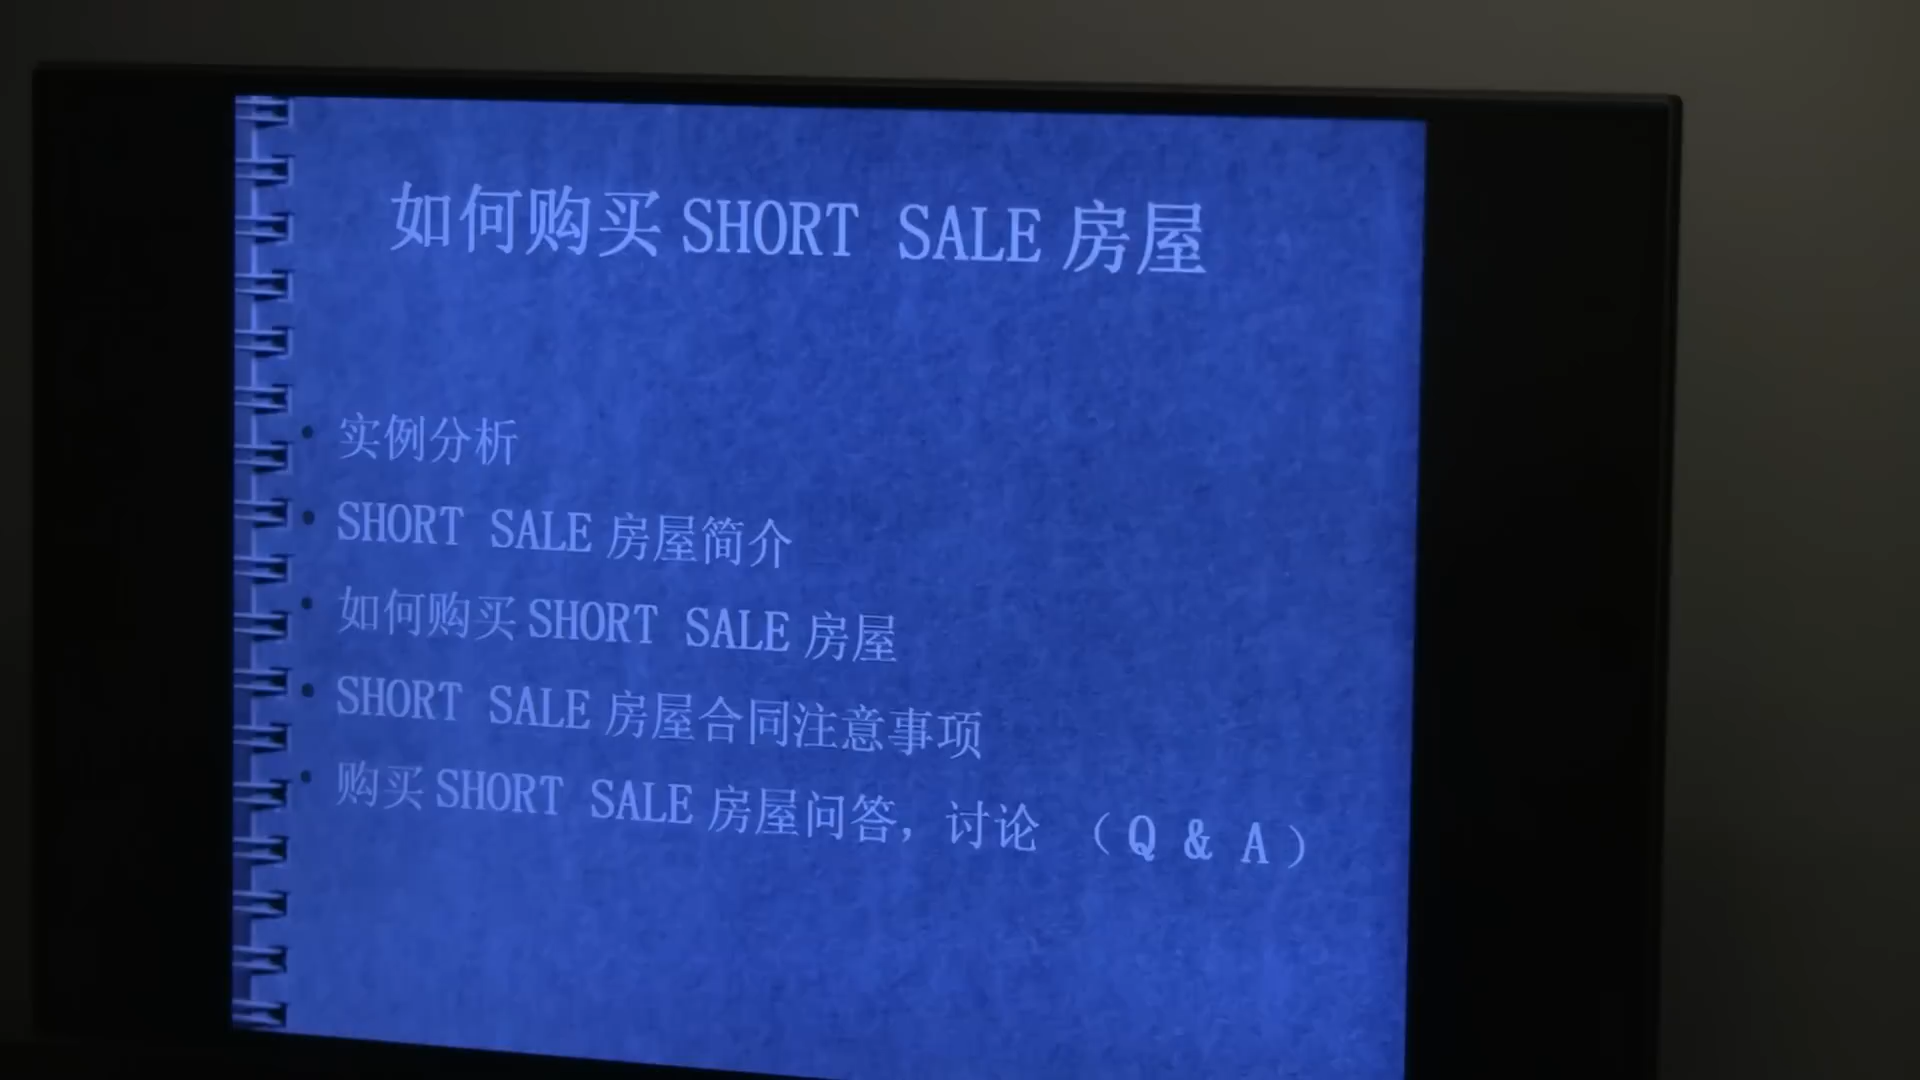 如何购买 SHORT SALE 房屋
• 实例分析
• SHORT SALE 房屋简介
• 如何购买 SHORT SALE 房屋
• SHORT SALE 房屋合同注意事项
• 购买 SHORT SALE 房屋问答，讨论 （Q & A）